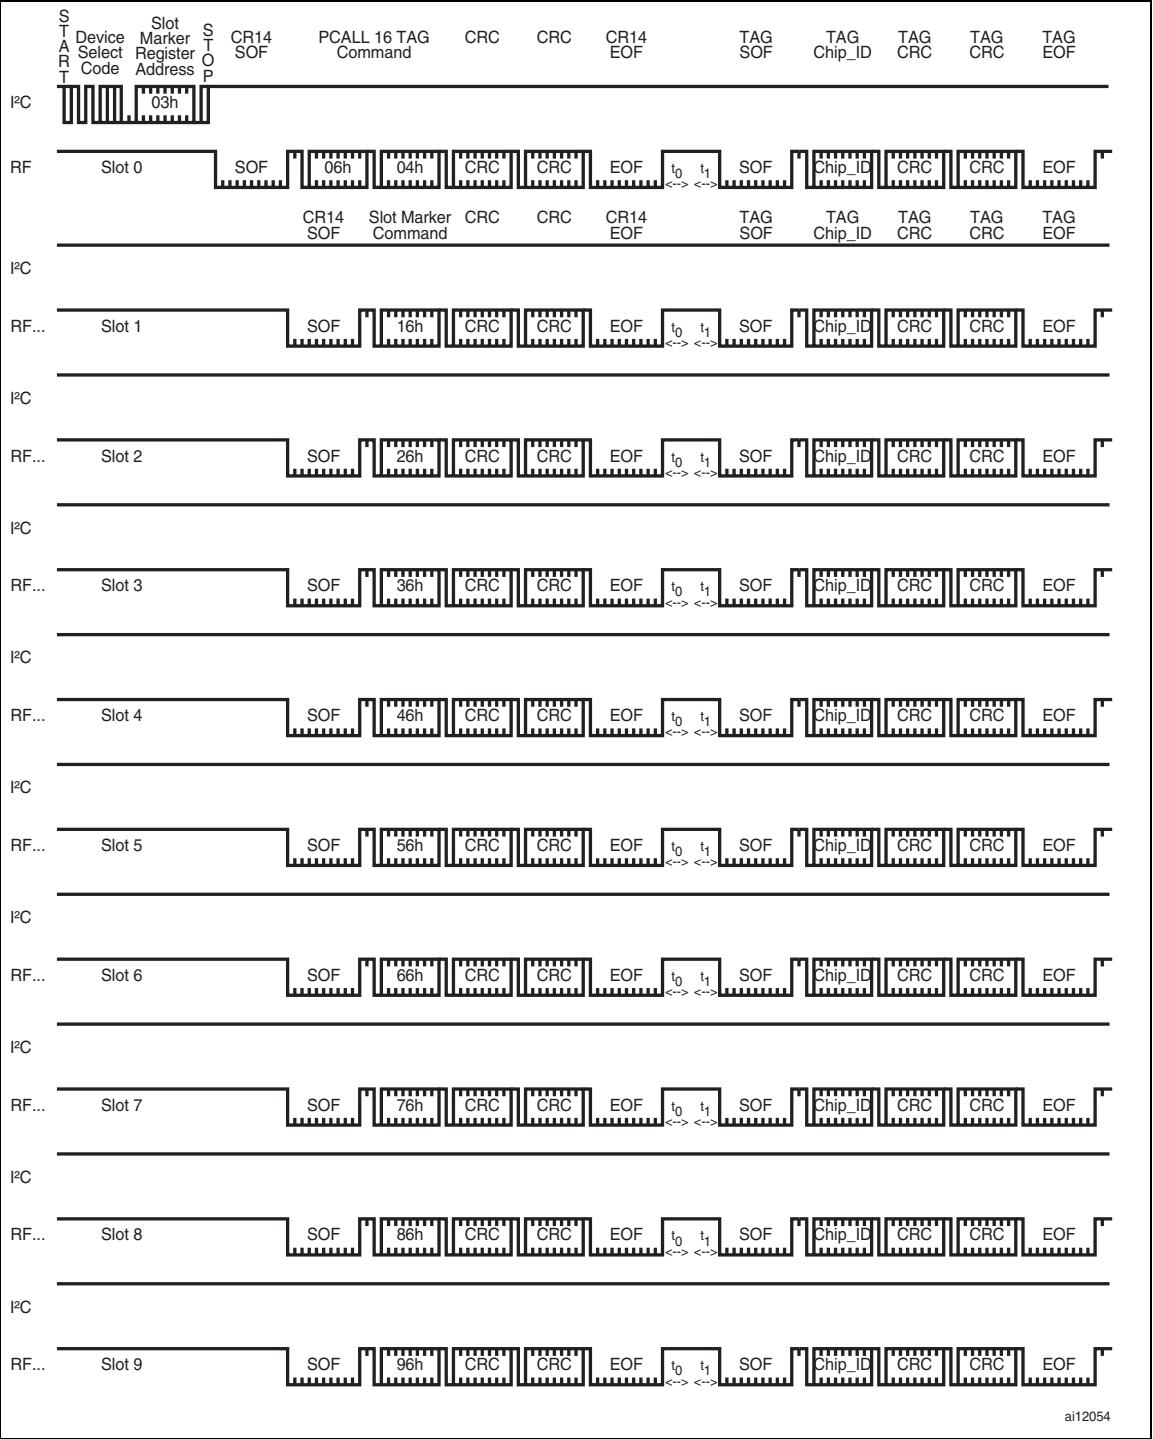 START Device Select Code Slot Marker Register Address STOP CR14 SOF PCALL 16 TAG Command CRC CRC CR14 EOF TAG SOF TAG Chip_ID TAG CRC TAG CRC TAG EOF
I²C 03h
RF Slot 0 SOF 06h 04h CRC CRC EOF t0 t1 SOF Chip_ID CRC CRC EOF
<--> <-->
CR14 SOF Slot Marker Command CRC CRC CR14 EOF TAG SOF TAG Chip_ID TAG CRC TAG CRC TAG EOF
I²C
RF... Slot 1 SOF 16h CRC CRC EOF t0 t1 SOF Chip_ID CRC CRC EOF
<--> <-->
I²C
RF... Slot 2 SOF 26h CRC CRC EOF t0 t1 SOF Chip_ID CRC CRC EOF
<--> <-->
I²C
RF... Slot 3 SOF 36h CRC CRC EOF t0 t1 SOF Chip_ID CRC CRC EOF
<--> <-->
I²C
RF... Slot 4 SOF 46h CRC CRC EOF t0 t1 SOF Chip_ID CRC CRC EOF
<--> <-->
I²C
RF... Slot 5 SOF 56h CRC CRC EOF t0 t1 SOF Chip_ID CRC CRC EOF
<--> <-->
I²C
RF... Slot 6 SOF 66h CRC CRC EOF t0 t1 SOF Chip_ID CRC CRC EOF
<--> <-->
I²C
RF... Slot 7 SOF 76h CRC CRC EOF t0 t1 SOF Chip_ID CRC CRC EOF
<--> <-->
I²C
RF... Slot 8 SOF 86h CRC CRC EOF t0 t1 SOF Chip_ID CRC CRC EOF
<--> <-->
I²C
RF... Slot 9 SOF 96h CRC CRC EOF t0 t1 SOF Chip_ID CRC CRC EOF
<--> <-->
ai12054